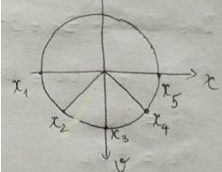 x₁ x
x₅
x₂ x₄
x₃
v